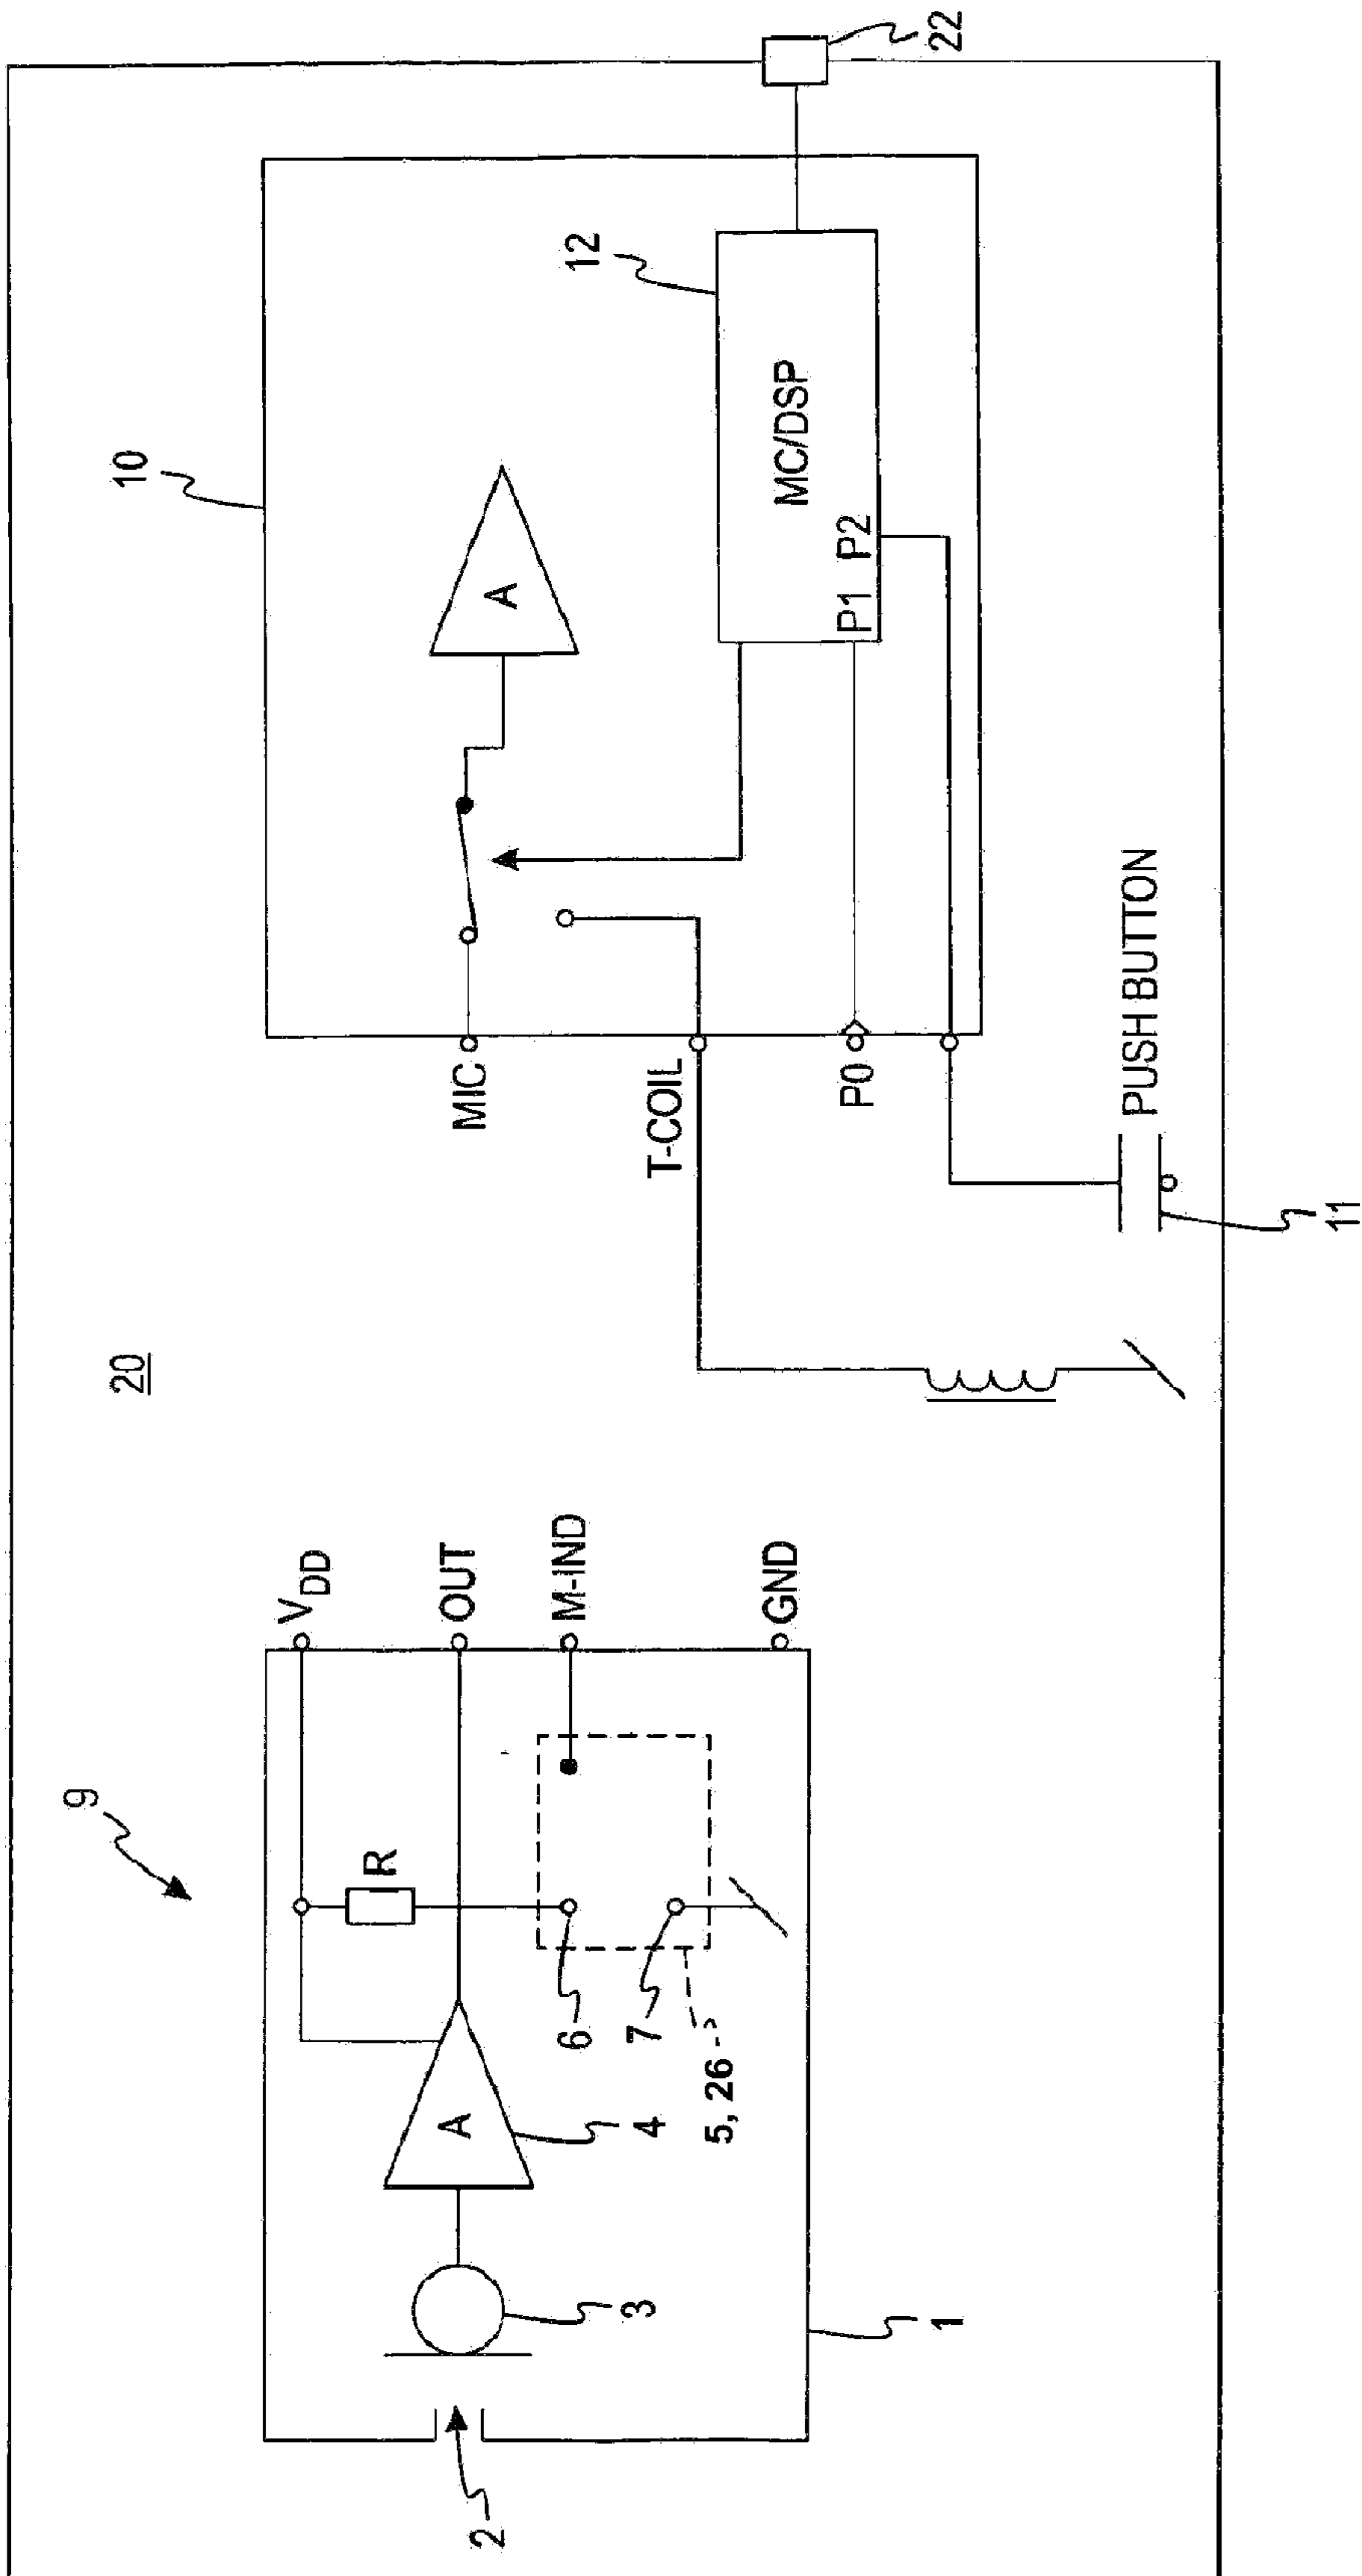 9
20
10
22
12
1
2
3
A
4
5, 26
6
7
R
V DD
OUT
M-IND
GND
MIC
T-COIL
P0
A
MC/DSP
P1 P2
PUSH BUTTON
11